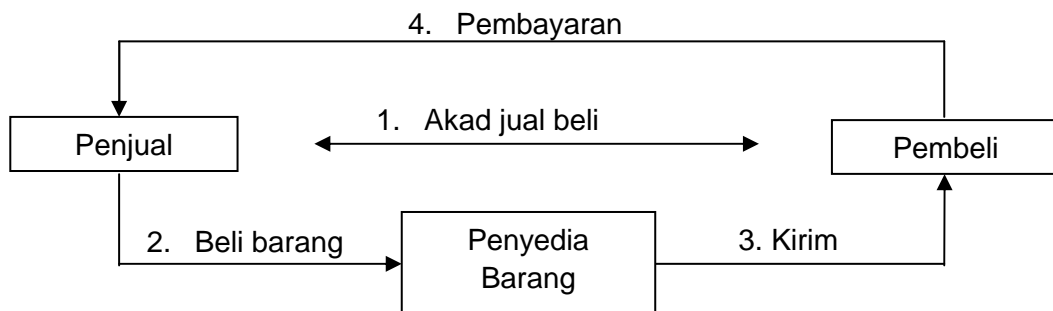 4. Pembayaran
Penjual
1. Akad jual beli
Pembeli
2. Beli barang
Penyedia
Barang
3. Kirim